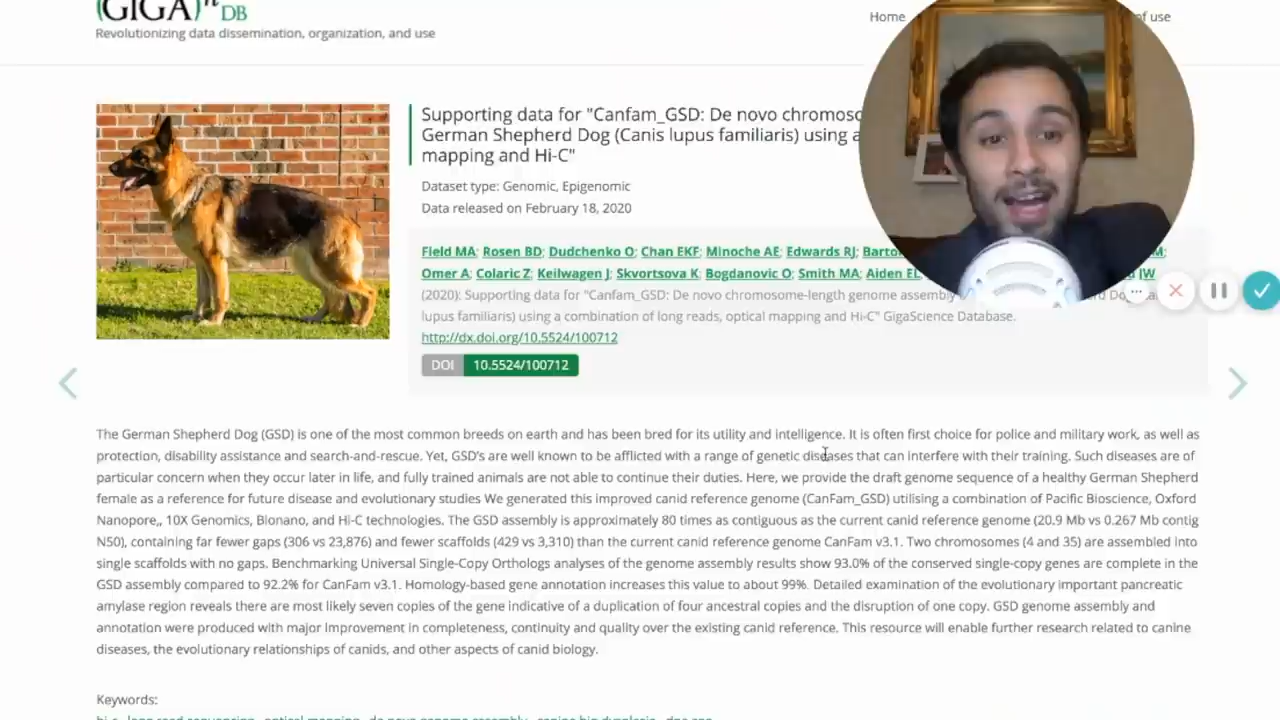 (GIGA)n DB
Revolutionizing data dissemination, organization, and use
Home
of use
Supporting data for "Canfam_GSD: De novo chromoso
German Shepherd Dog (Canis lupus familiaris) using a
mapping and Hi-C"
Dataset type: Genomic, Epigenomic
Data released on February 18, 2020
Field MA; Rosen BD; Dudchenko O; Chan EKF; Minoche AE; Edwards RJ; Barto M;
Omer A; Colaric Z; Keilwagen J; Skvortsova K; Bogdanovic O; Smith MA; Aiden EL JW
(2020): Supporting data for "Canfam_GSD: De novo chromosome-length genome assembly
lupus familiaris) using a combination of long reads, optical mapping and Hi-C" GigaScience Database.
http://dx.doi.org/10.5524/100712
DOI 10.5524/100712
The German Shepherd Dog (GSD) is one of the most common breeds on earth and has been bred for its utility and intelligence. It is often first choice for police and military work, as well as
protection, disability assistance and search-and-rescue. Yet, GSD's are well known to be afflicted with a range of genetic diseases that can interfere with their training. Such diseases are of
particular concern when they occur later in life, and fully trained animals are not able to continue their duties. Here, we provide the draft genome sequence of a healthy German Shepherd
female as a reference for future disease and evolutionary studies We generated this improved canid reference genome (CanFam_GSD) utilising a combination of Pacific Bioscience, Oxford
Nanopore,, 10X Genomics, Bionano, and Hi-C technologies. The GSD assembly is approximately 80 times as contiguous as the current canid reference genome (20.9 Mb vs 0.267 Mb contig
N50), containing far fewer gaps (306 vs 23,876) and fewer scaffolds (429 vs 3,310) than the current canid reference genome CanFam v3.1. Two chromosomes (4 and 35) are assembled into
single scaffolds with no gaps. Benchmarking Universal Single-Copy Orthologs analyses of the genome assembly results show 93.0% of the conserved single-copy genes are complete in the
GSD assembly compared to 92.2% for CanFam v3.1. Homology-based gene annotation increases this value to about 99%. Detailed examination of the evolutionary important pancreatic
amylase region reveals there are most likely seven copies of the gene indicative of a duplication of four ancestral copies and the disruption of one copy. GSD genome assembly and
annotation were produced with major improvement in completeness, continuity and quality over the existing canid reference. This resource will enable further research related to canine
diseases, the evolutionary relationships of canids, and other aspects of canid biology.
Keywords: